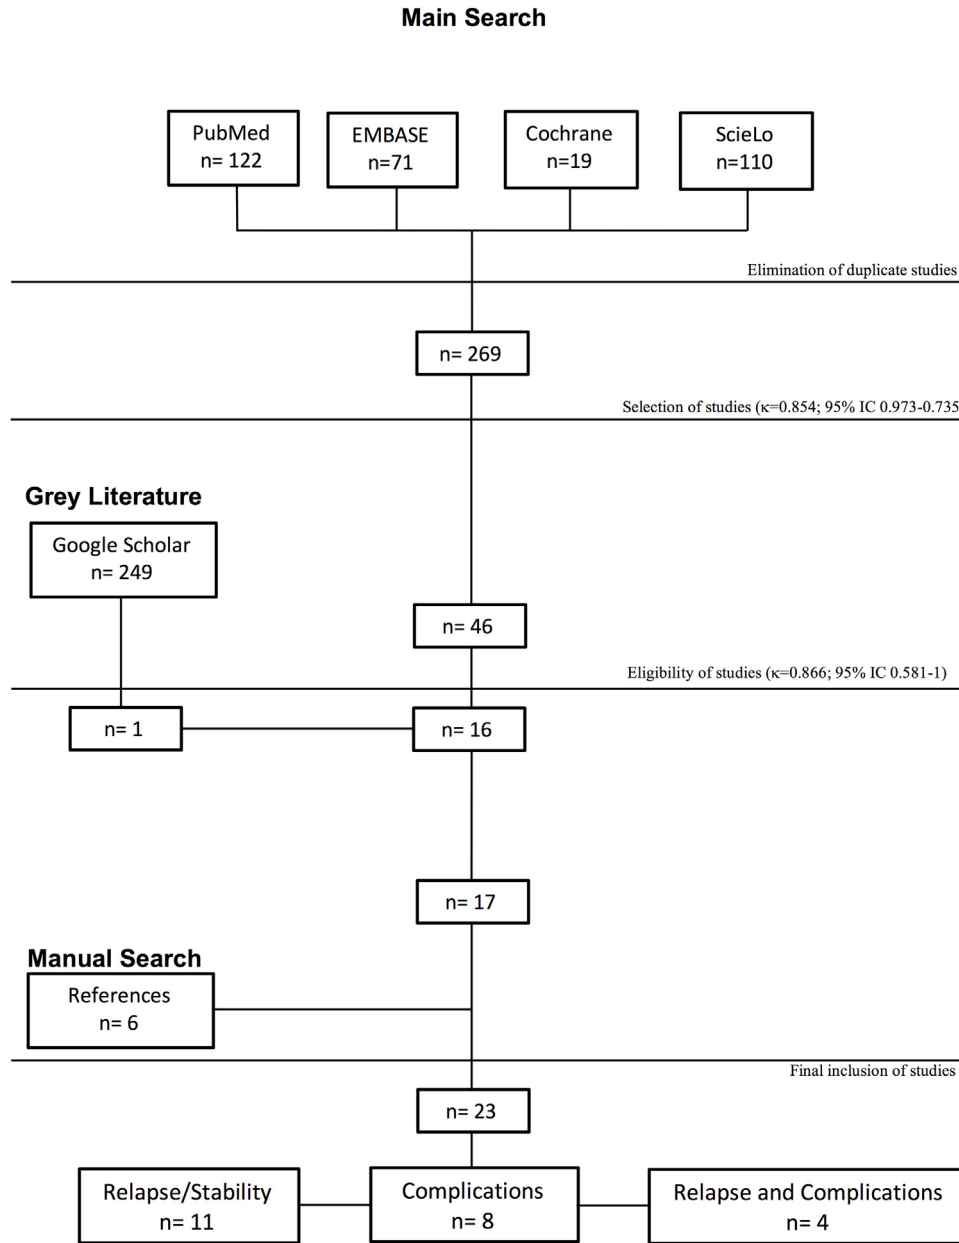 Main Search
PubMed
n= 122
EMBASE
n=71
Cochrane
n=19
ScieLo
n=110
Elimination of duplicate studies
n= 269
Selection of studies (κ=0.854; 95% IC 0.973-0.735
Grey Literature
Google Scholar
n= 249
n= 46
Eligibility of studies (κ=0.866; 95% IC 0.581-1)
n= 1
n= 16
n= 17
Manual Search
References
n= 6
Final inclusion of studies
n= 23
Relapse/Stability
n= 11
Complications
n= 8
Relapse and Complications
n= 4